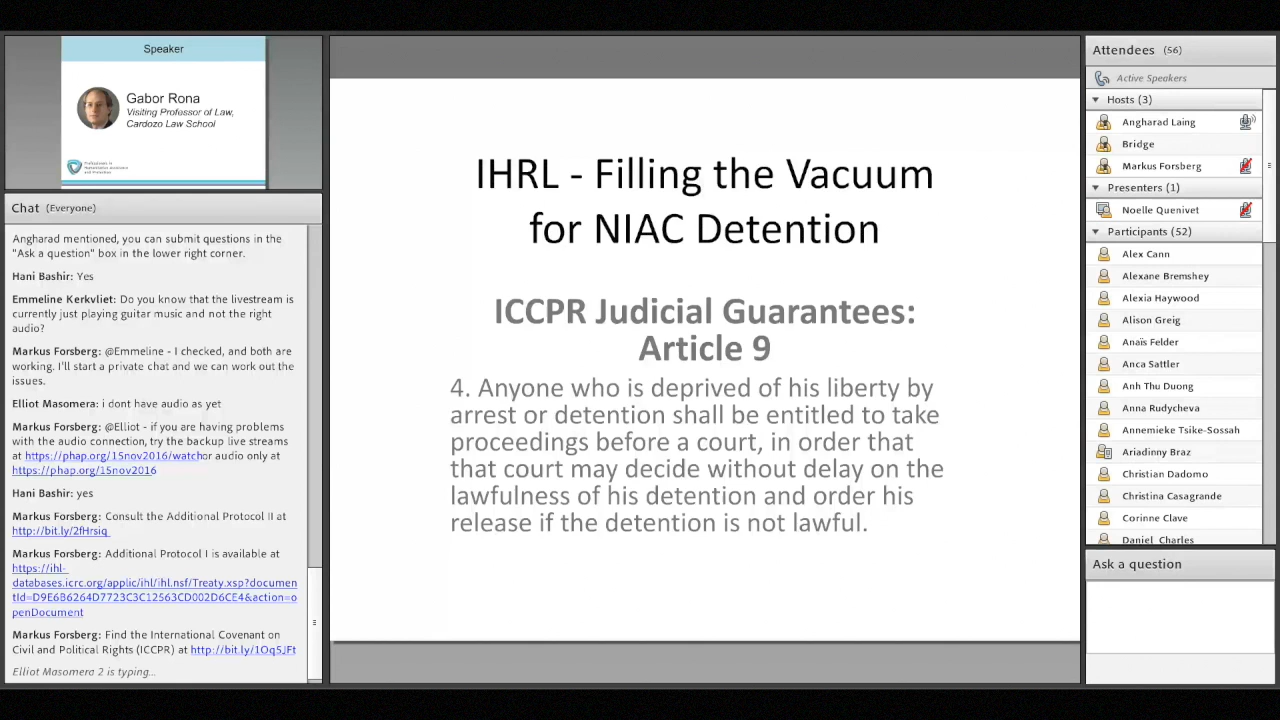 Speaker
Gabor Rona
Visiting Professor of Law,
Cardozo Law School
Professionals in
Humanitarian Assistance
and Protection
Chat (Everyone)
Angharad mentioned, you can submit questions in the
"Ask a question" box in the lower right corner.
Hani Bashir: Yes
Emmeline Kerkvliet: Do you know that the livestream is
currently just playing guitar music and not the right
audio?
Markus Forsberg: @Emmeline - I checked, and both are
working. I'll start a private chat and we can work out the
issues.
Elliot Masomera: i dont have audio as yet
Markus Forsberg: @Elliot - if you are having problems
with the audio connection, try the backup live streams
at https://phap.org/15nov2016/watchor audio only at
https://phap.org/15nov2016
Hani Bashir: yes
Markus Forsberg: Consult the Additional Protocol II at
http://bit.ly/2fHrsiq
Markus Forsberg: Additional Protocol I is available at
https://ihl-
databases.icrc.org/applic/ihl/ihl.nsf/Treaty.xsp?documen
tId=D9E6B6264D7723C3C12563CD002D6CE4&action=o
penDocument
Markus Forsberg: Find the International Covenant on
Civil and Political Rights (ICCPR) at http://bit.ly/1Oq5JFt
Elliot Masomera 2 is typing...
IHRL - Filling the Vacuum
for NIAC Detention
ICCPR Judicial Guarantees:
Article 9
4. Anyone who is deprived of his liberty by
arrest or detention shall be entitled to take
proceedings before a court, in order that
that court may decide without delay on the
lawfulness of his detention and order his
release if the detention is not lawful.
Attendees (56)
Active Speakers
Hosts (3)
Angharad Laing
Bridge
Markus Forsberg
Presenters (1)
Noelle Quenivet
Participants (52)
Alex Cann
Alexane Bremshey
Alexia Haywood
Alison Greig
Anaïs Felder
Anca Sattler
Anh Thu Duong
Anna Rudycheva
Annemieke Tsike-Sossah
Ariadinny Braz
Christian Dadomo
Christina Casagrande
Corinne Clave
Daniel Charles
Ask a question